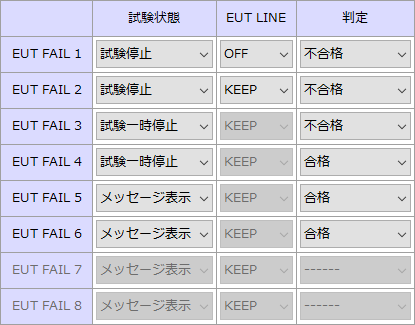 試験状態 EUT LINE 判定
EUT FAIL 1 試験停止 OFF 不合格
EUT FAIL 2 試験停止 KEEP 不合格
EUT FAIL 3 試験一時停止 KEEP 不合格
EUT FAIL 4 試験一時停止 KEEP 合格
EUT FAIL 5 メッセージ表示 KEEP 合格
EUT FAIL 6 メッセージ表示 KEEP 合格
EUT FAIL 7 メッセージ表示 KEEP ------
EUT FAIL 8 メッセージ表示 KEEP ------